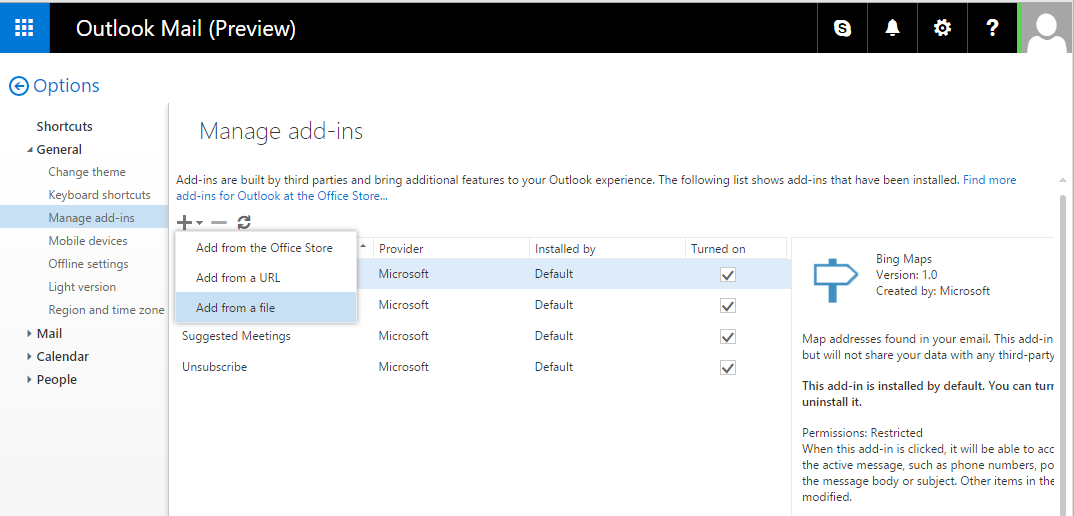 Outlook Mail (Preview)
?
Options
Shortcuts
General
Change theme
Keyboard shortcuts
Manage add-ins
Mobile devices
Offline settings
Light version
Region and time zone
Mail
Calendar
People
Manage add-ins
Add-ins are built by third parties and bring additional features to your Outlook experience. The following list shows add-ins that have been installed. Find more
add-ins for Outlook at the Office Store...
Add from the Office Store
Add from a URL
Add from a file
Provider Installed by Turned on
Microsoft Default
Microsoft Default
Suggested Meetings Microsoft Default
Unsubscribe Microsoft Default
Bing Maps
Version: 1.0
Created by: Microsoft
Map addresses found in your email. This add-in
but will not share your data with any third-party
This add-in is installed by default. You can turn
uninstall it.
Permissions: Restricted
When this add-in is clicked, it will be able to acc
the active message, such as phone numbers, po
the message body or subject. Other items in the
modified.